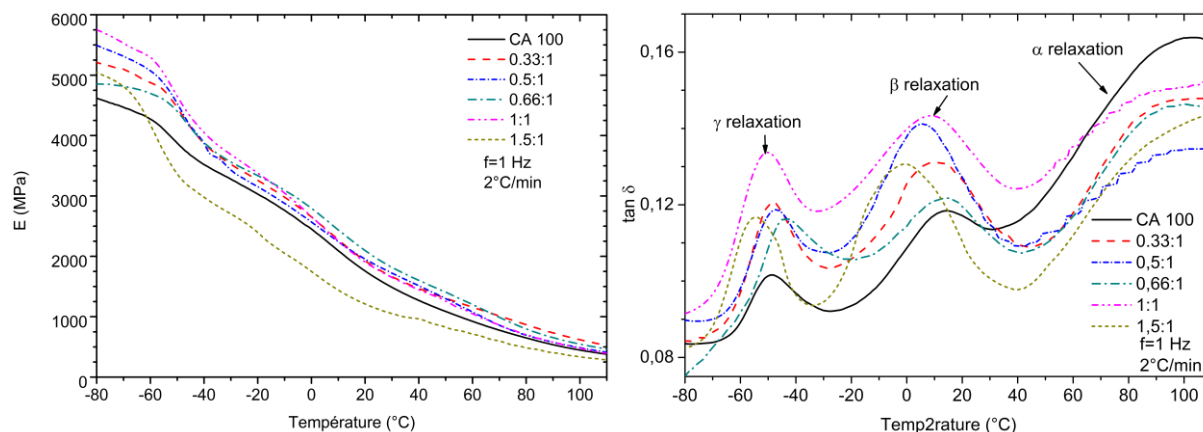 6000
5000
4000
3000
2000
1000
0
E (MPa)
-80 -60 -40 -20 0 20 40 60 80 100
Température (°C)
CA 100
0.33:1
0.5:1
0.66:1
1:1
1.5:1
f=1 Hz
2°C/min
0,16
0,12
0,08
tan δ
-80 -60 -40 -20 0 20 40 60 80 100
Temp2rature (°C)
γ relaxation
β relaxation
α relaxation
CA 100
0.33:1
0,5:1
0,66:1
1:1
1,5:1
f=1 Hz
2°C/min